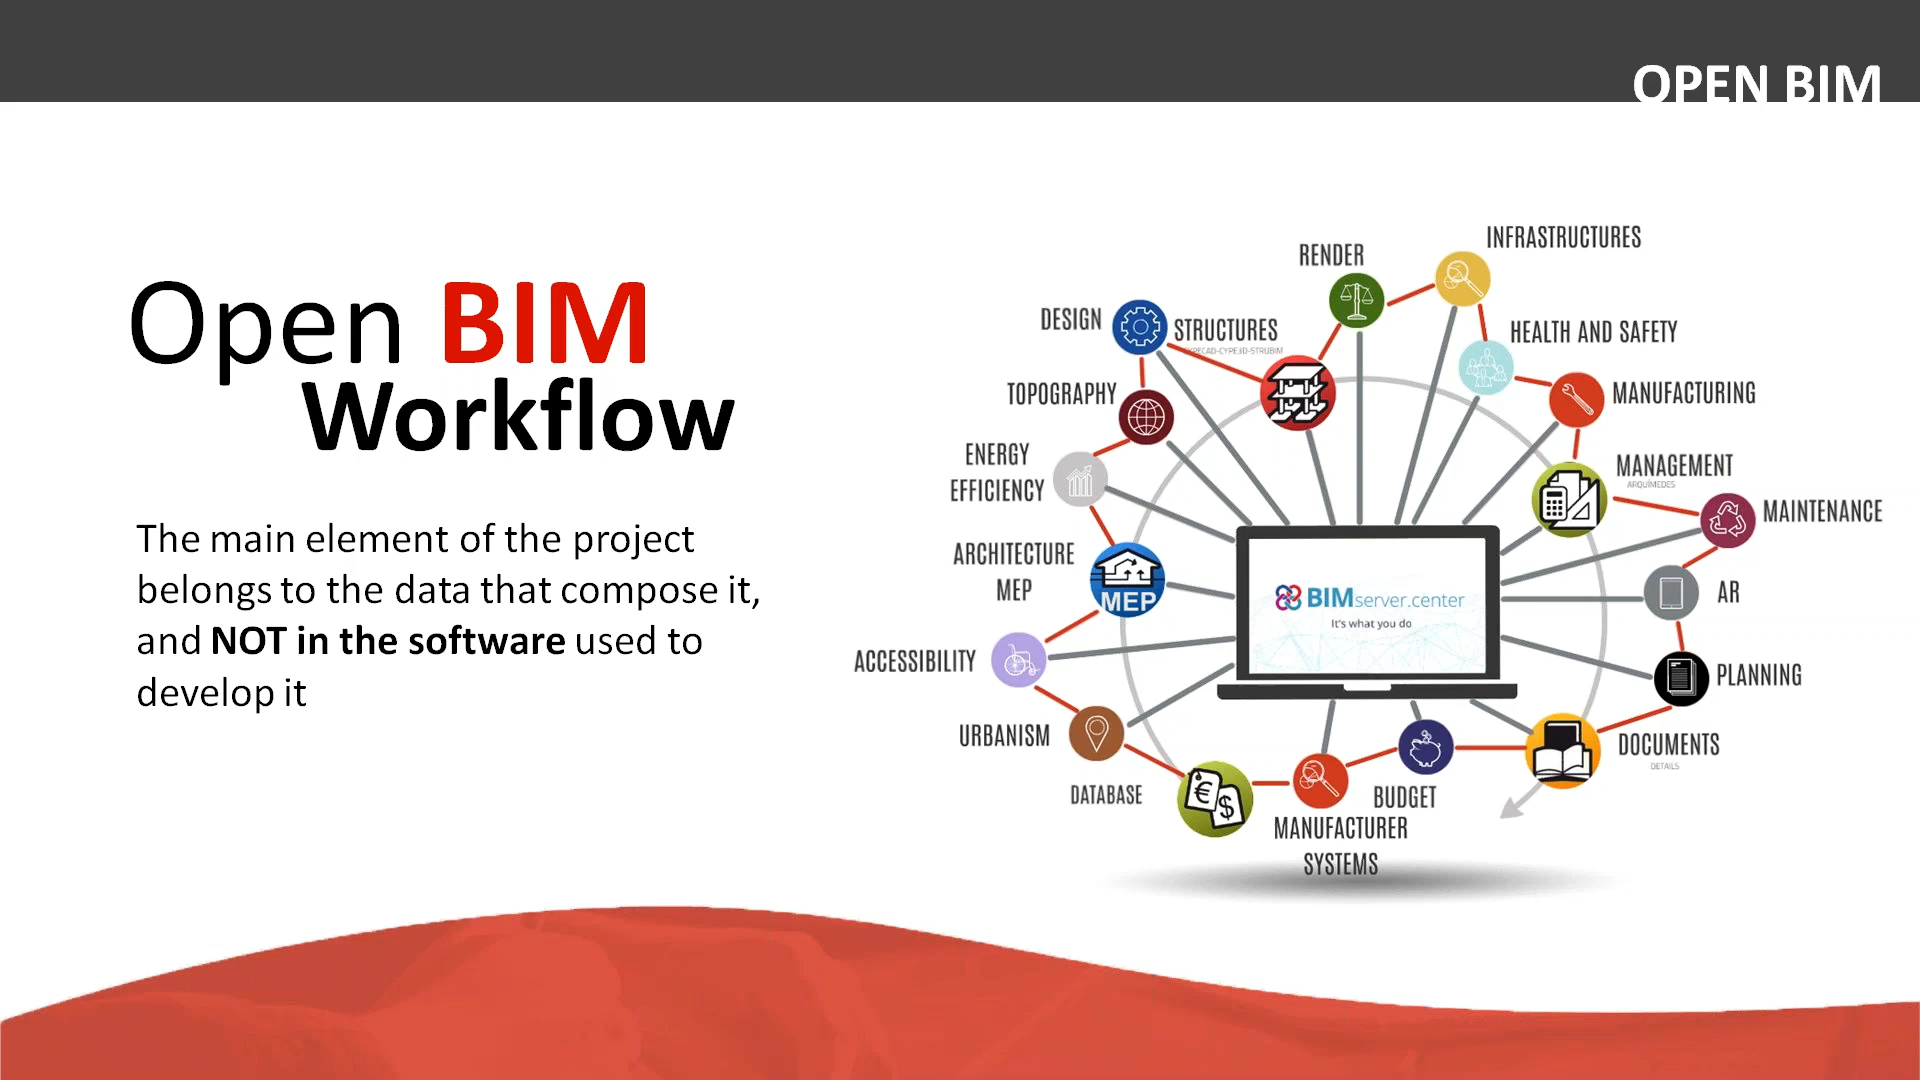 OPEN BIM
Open BIM
Workflow
The main element of the project
belongs to the data that compose it,
and NOT in the software used to
develop it
INFRASTRUCTURES
RENDER
DESIGN
STRUCTURES
HEALTH AND SAFETY
TOPOGRAPHY
MANUFACTURING
ENERGY
EFFICIENCY
MANAGEMENT
ARQUÍMEDES
MAINTENANCE
ARCHITECTURE
MEP
MEP
AR
BIMserver.center
It's what you do
ACCESSIBILITY
PLANNING
URBANISM
DOCUMENTS
DETAILS
DATABASE
€
$
BUDGET
MANUFACTURER
SYSTEMS